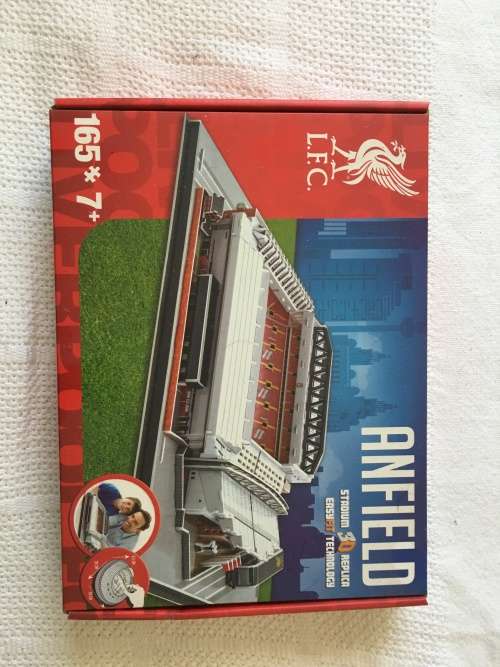 L.F.C.
ANFIELD
STADIUM 3D REPLICA
EASYFIT TECHNOLOGY
165
7+